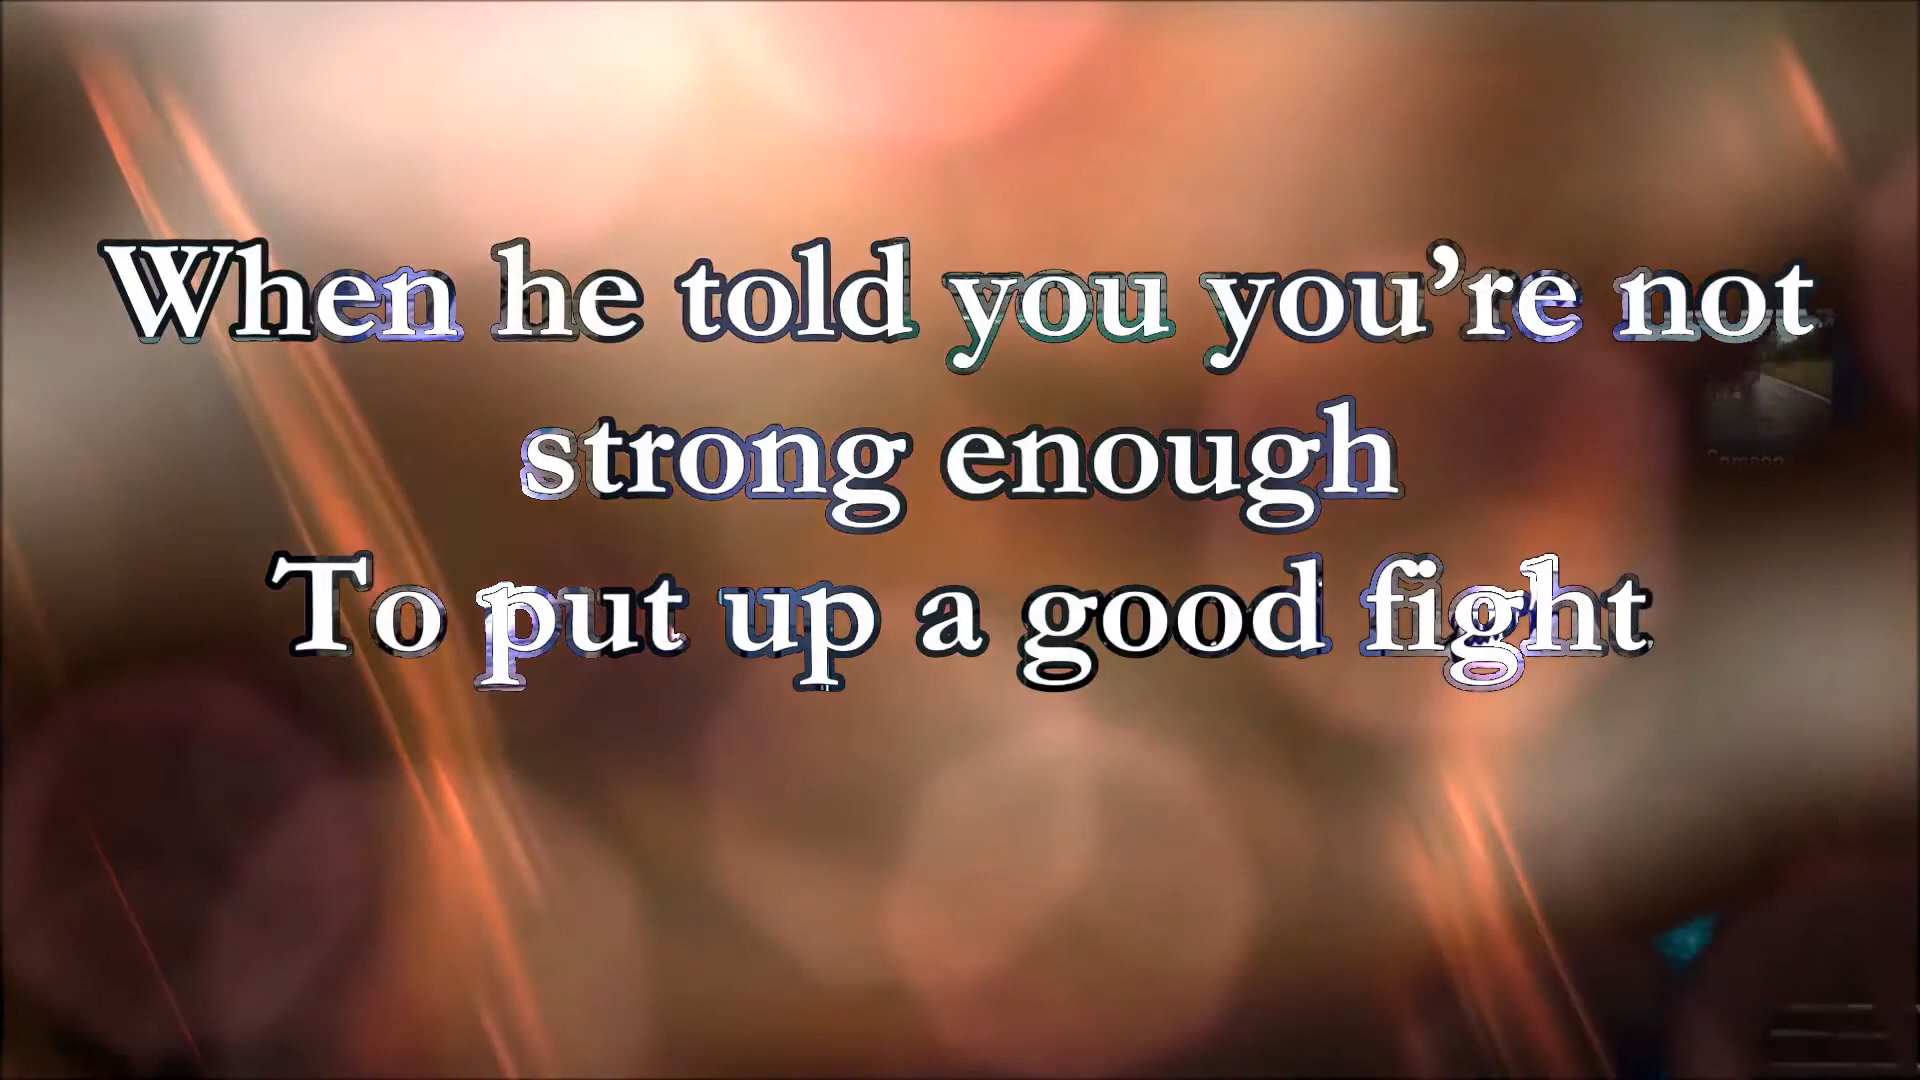 When he told you you’re not
strong enough
To put up a good fight